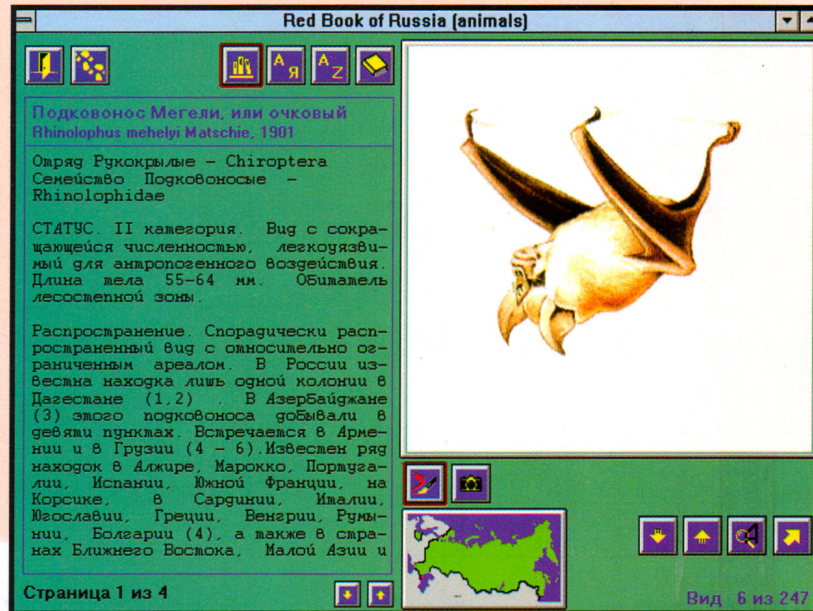 Red Book of Russia (animals)
А Я
A Z
Подковонос Мегели, или очковый
Rhinolophus mehelyi Matschie, 1901
Отряд Рукокрылые – Chiroptera
Семейство Подковоносые –
Rhinolophidae
СТАТУС. II категория. Вид с сокра-
щающейся численностью, легкоуязви-
мый для антропогенного воздействия.
Длина тела 55-64 мм. Обитатель
лесостепной зоны.
Распространение. Спорадически расп-
ространенный вид с относительно ог-
раниченным ареалом. В России из-
вестна находка лишь одной колонии в
Дагестане (1,2) . В Азербайджане
(3) этого подковоноса добывали в
девяти пунктах. Встречается в Арме-
нии и в Грузии (4 – 6).Известен ряд
находок в Алжире, Марокко, Португа-
лии, Испании, Южной Франции, на
Корсике, в Сардинии, Италии,
Югославии, Греции, Венгрии, Румы-
нии, Болгарии (4), а также в стра-
нах Ближнего Востока, Малой Азии и
Страница 1 из 4
Вид 6 из 247